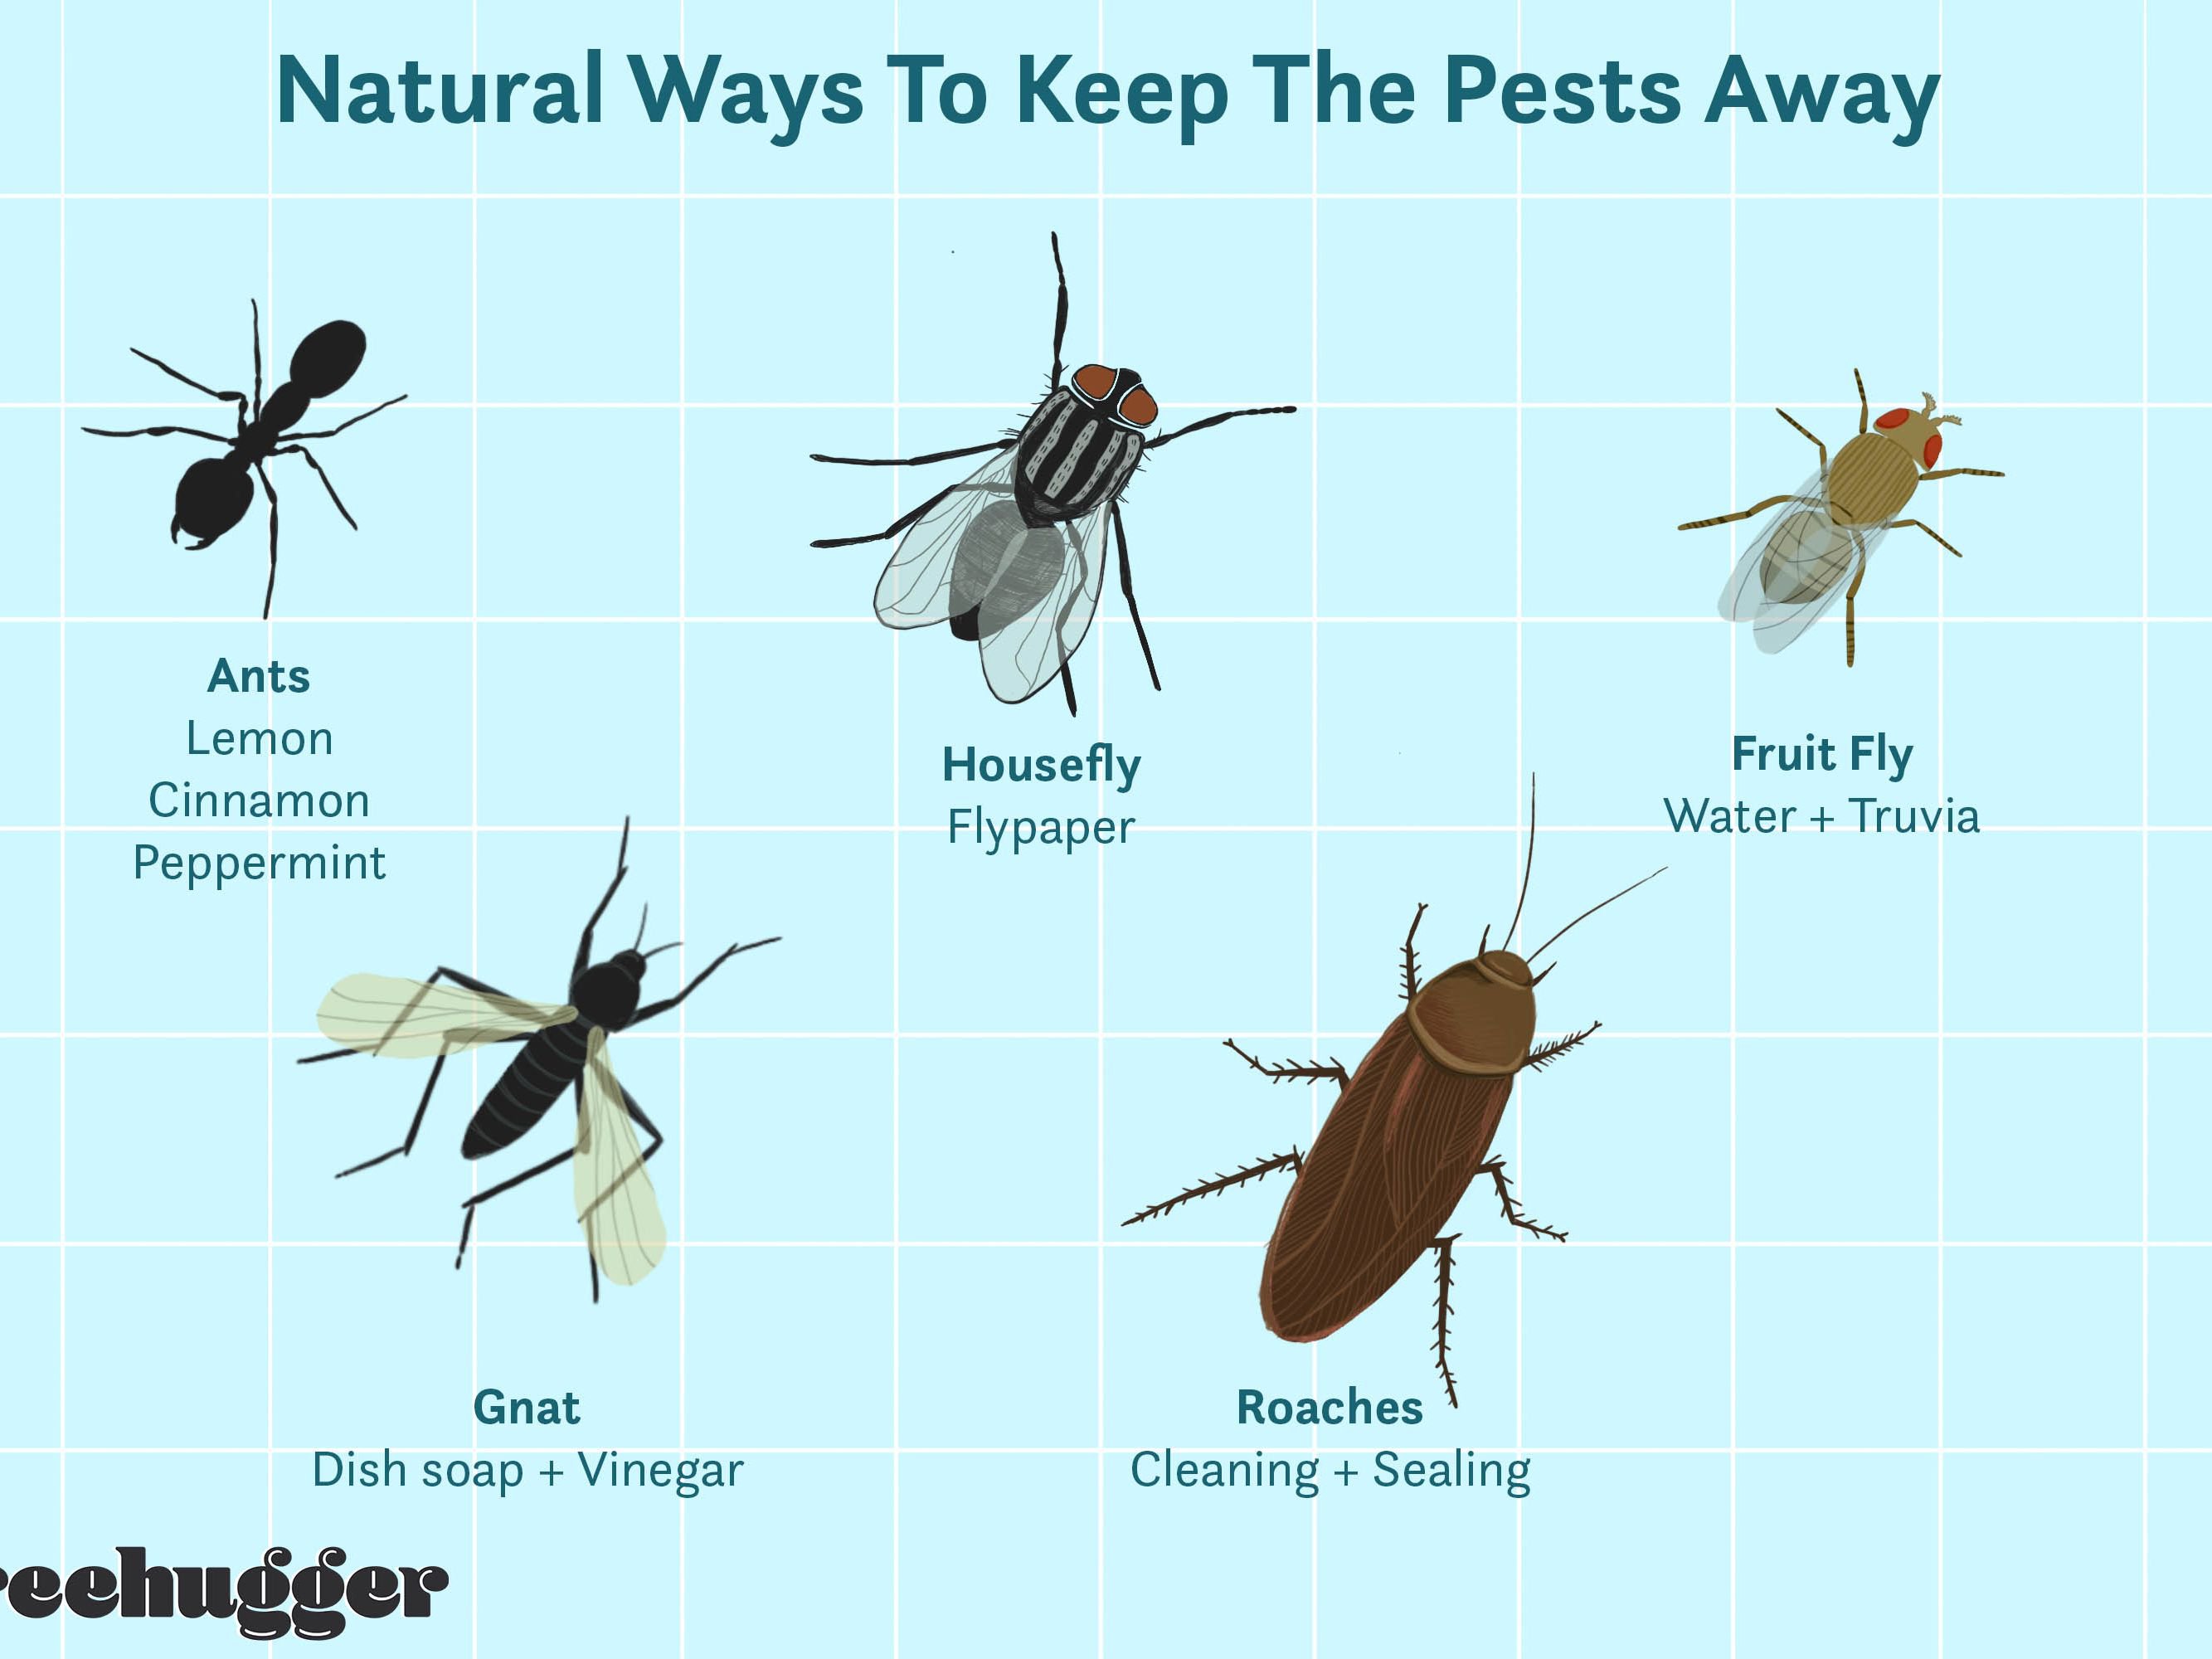 Natural Ways To Keep The Pests Away
Ants
Lemon
Cinnamon
Peppermint
Housefly
Flypaper
Fruit Fly
Water + Truvia
Gnat
Dish soap + Vinegar
Roaches
Cleaning + Sealing
reehugger